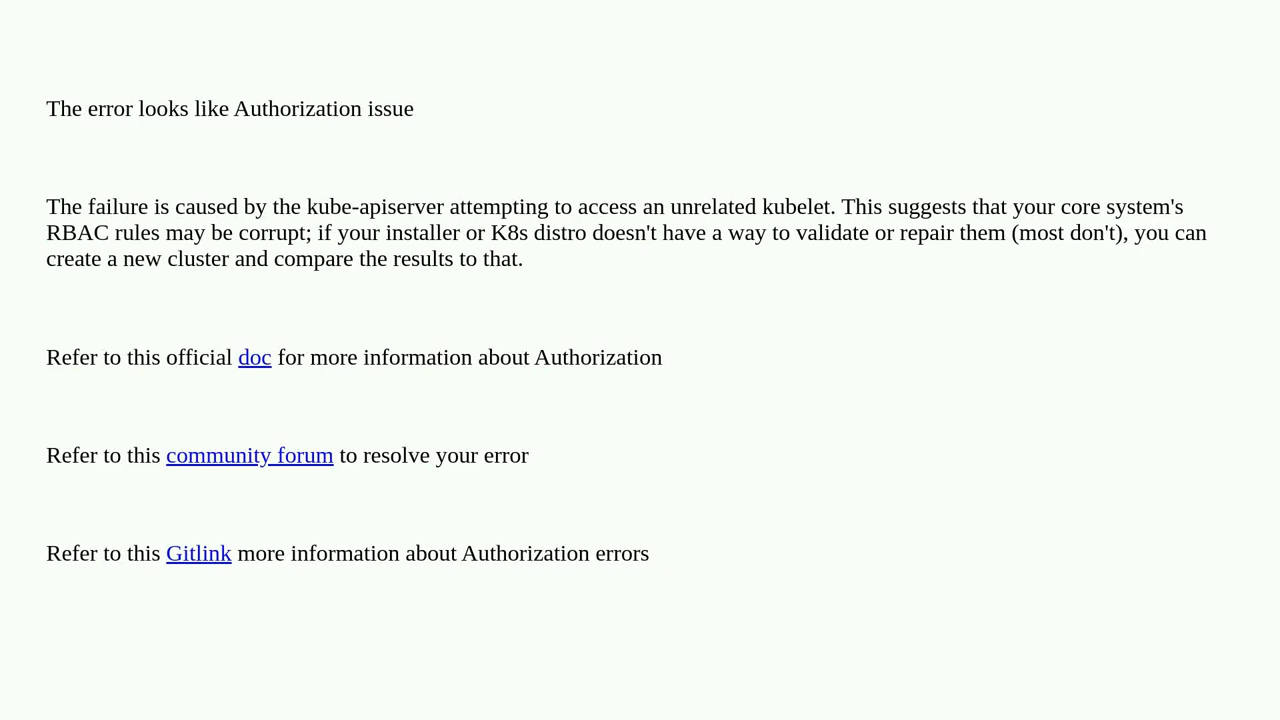 The error looks like Authorization issue
The failure is caused by the kube-apiserver attempting to access an unrelated kubelet. This suggests that your core system's
RBAC rules may be corrupt; if your installer or K8s distro doesn't have a way to validate or repair them (most don't), you can
create a new cluster and compare the results to that.
Refer to this official doc for more information about Authorization
Refer to this community forum to resolve your error
Refer to this Gitlink more information about Authorization errors